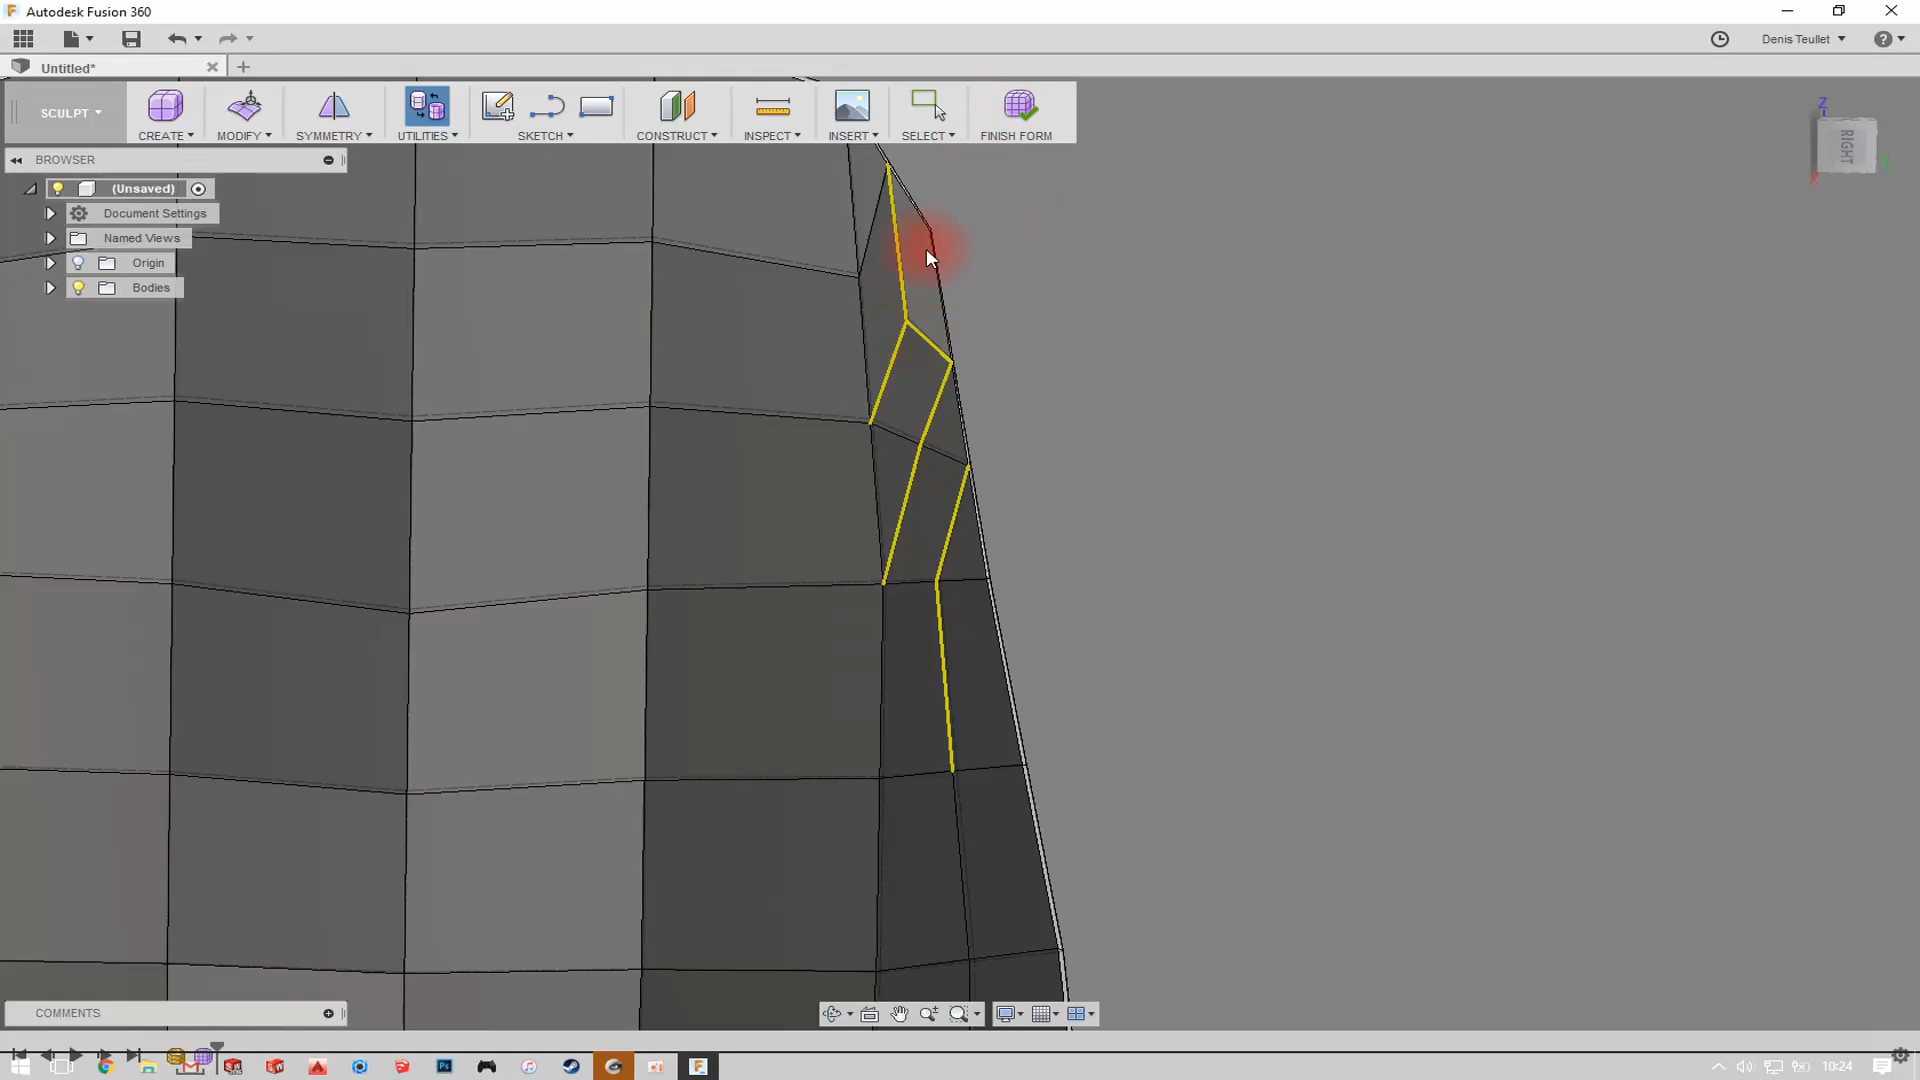 Autodesk Fusion 360
Denis Teullet
Untitled*
SCULPT
CREATE
MODIFY
SYMMETRY
UTILITIES
SKETCH
CONSTRUCT
INSPECT
INSERT
SELECT
FINISH FORM
BROWSER
(Unsaved)
Document Settings
Named Views
Origin
Bodies
Z
RIGHT
X
COMMENTS
10:24